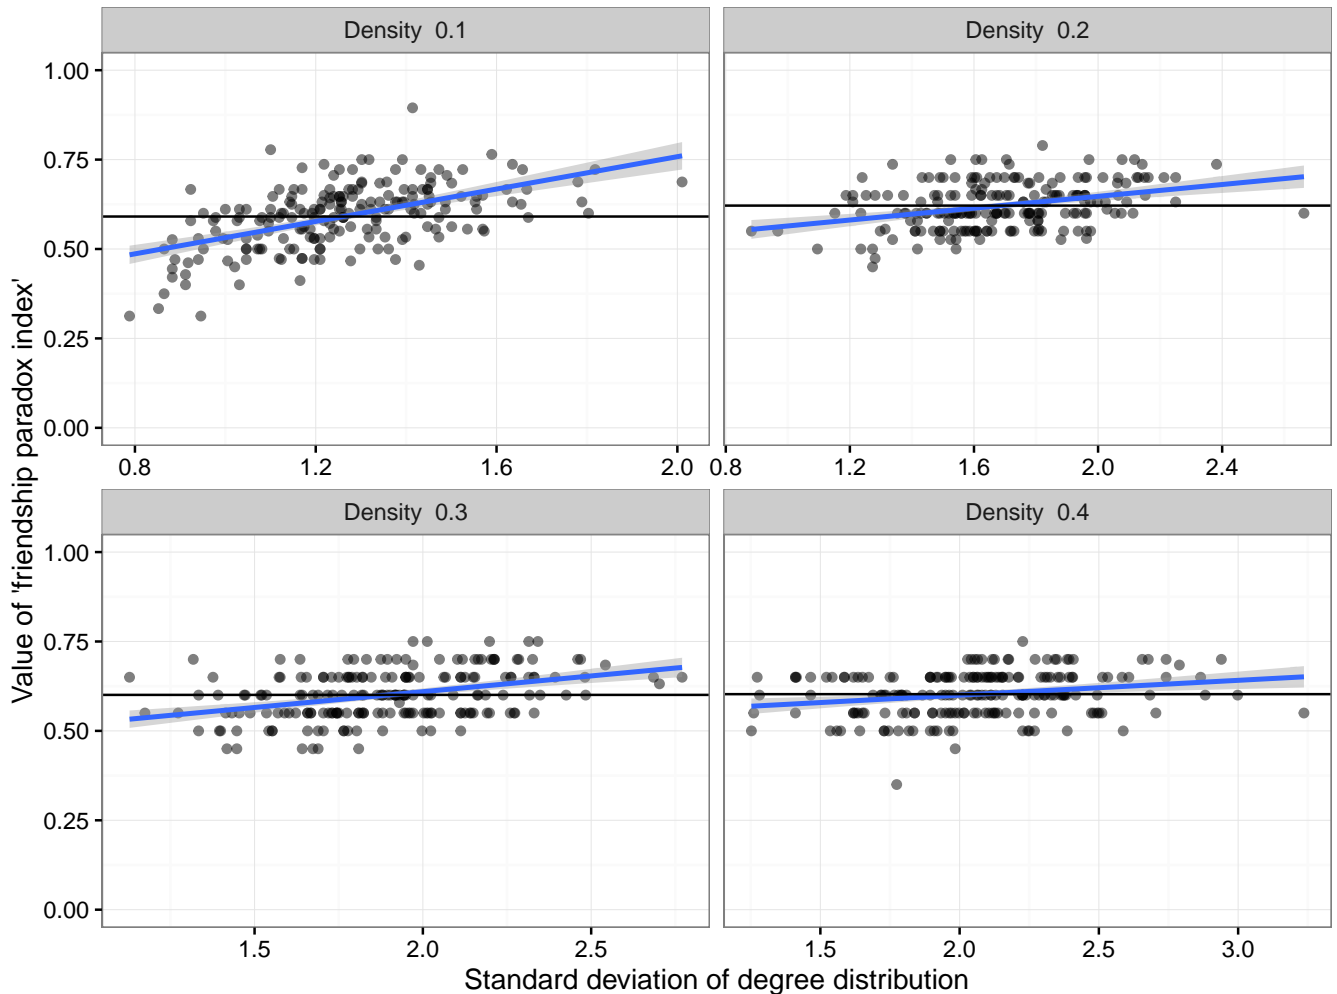 Density 0.1
Density 0.2
1.00
0.75
0.50
0.25
0.00
0.8 1.2 1.6 2.0
0.8 1.2 1.6 2.0 2.4
Density 0.3
Density 0.4
1.00
0.75
0.50
0.25
0.00
1.5 2.0 2.5
1.5 2.0 2.5 3.0
Value of 'friendship paradox index'
Standard deviation of degree distribution